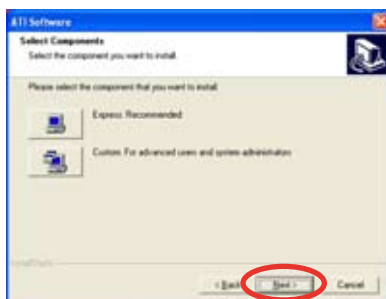 ATI Software
Select Components
Select the component you want to install.
Please select the component that you want to install
Express: Recommended
Custom: For advanced users and system administrators
< Back
Next >
Cancel